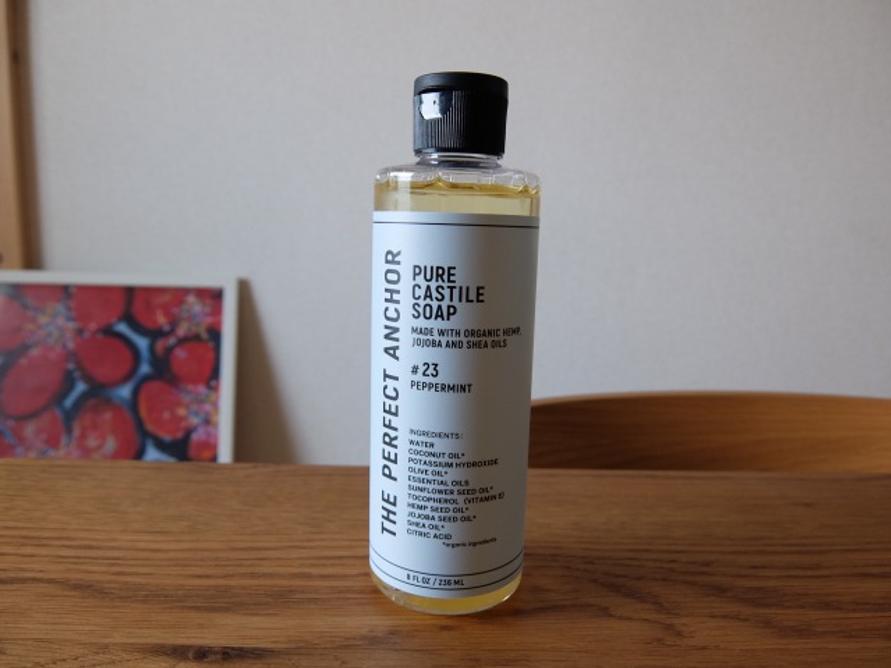 THE PERFECT ANCHOR
PURE
CASTILE
SOAP
MADE WITH ORGANIC HEMP,
JOJOBA AND SHEA OILS
#23
PEPPERMINT
INGREDIENTS:
WATER
COCONUT OIL*
POTASSIUM HYDROXIDE
OLIVE OIL*
ESSENTIAL OILS
SUNFLOWER SEED OIL*
TOCOPHEROL (VITAMIN E)
HEMP SEED OIL*
JOJOBA SEED OIL*
SHEA OIL*
CITRIC ACID
*organic ingredients
8 FL OZ / 236 ML